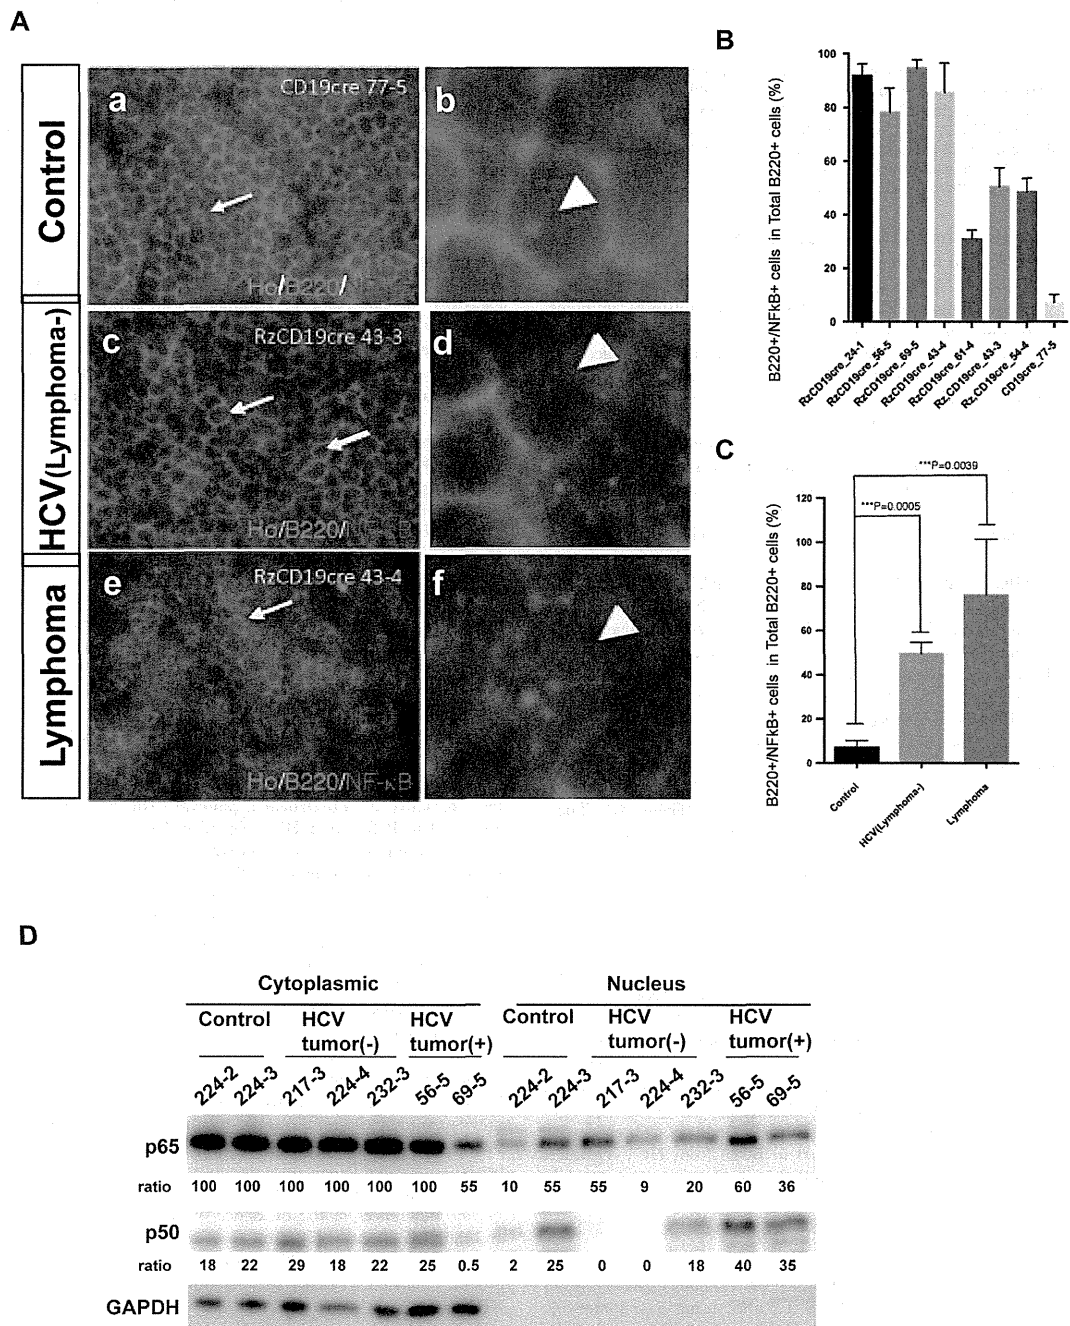 A
Control
HCV(Lymphoma-)
Lymphoma
a
CD19cre 77-5
Ho/B220/
b
c
RzCD19cre 43-3
Ho/B220/NF-κB
d
e
RzCD19cre 43-4
Ho/B220/NF-κB
f
B
B220+/NFkB+ cells in Total B220+ cells (%)
100
80
60
40
20
0
RzCD19cre_24-1
RzCD19cre_56-5
RzCD19cre_69-5
RzCD19cre_43-4
RzCD19cre_61-4
Rz.CD19cre_43-3
Rz.CD19cre_54-4
CD19cre_77-5
C
***P=0.0039
***P=0.0005
B220+/NFkB+ cells in Total B220+ cells (%)
120
100
80
60
40
20
0
Control
HCV(Lymphoma-)
Lymphoma
D
Cytoplasmic Nucleus
Control HCV tumor(-) HCV tumor(+) Control HCV tumor(-) HCV tumor(+)
224-2 224-3 217-3 224-4 232-3 56-5 69-5 224-2 224-3 217-3 224-4 232-3 56-5 69-5
p65
ratio 100 100 100 100 100 100 55 10 55 55 9 20 60 36
p50
ratio 18 22 29 18 22 25 0.5 2 25 0 0 18 40 35
GAPDH